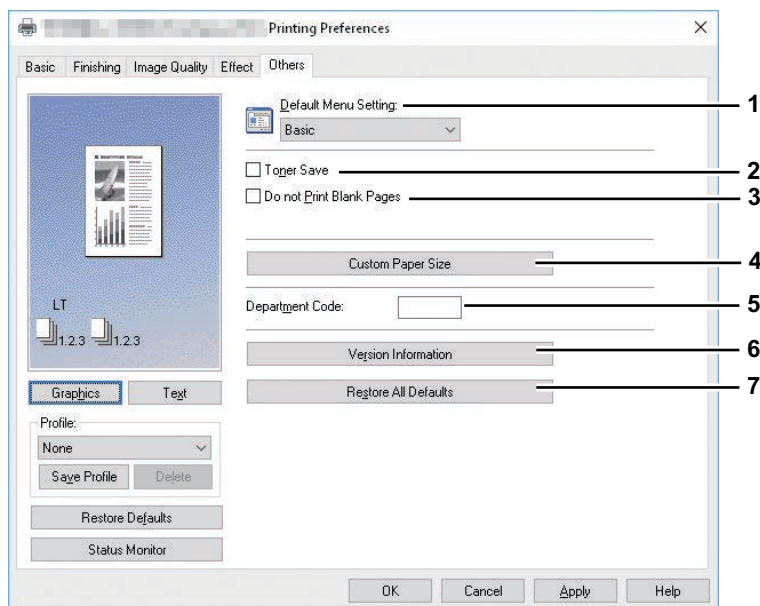 Printing Preferences
Basic Finishing Image Quality Effect Others
Default Menu Setting: 1
Basic
Toner Save 2
Do not Print Blank Pages 3
Custom Paper Size 4
Department Code: 5
Version Information 6
Restore All Defaults 7
LT
1.2.3 1.2.3
Graphics Text
Profile:
None
Save Profile Delete
Restore Defaults
Status Monitor
OK Cancel Apply Help